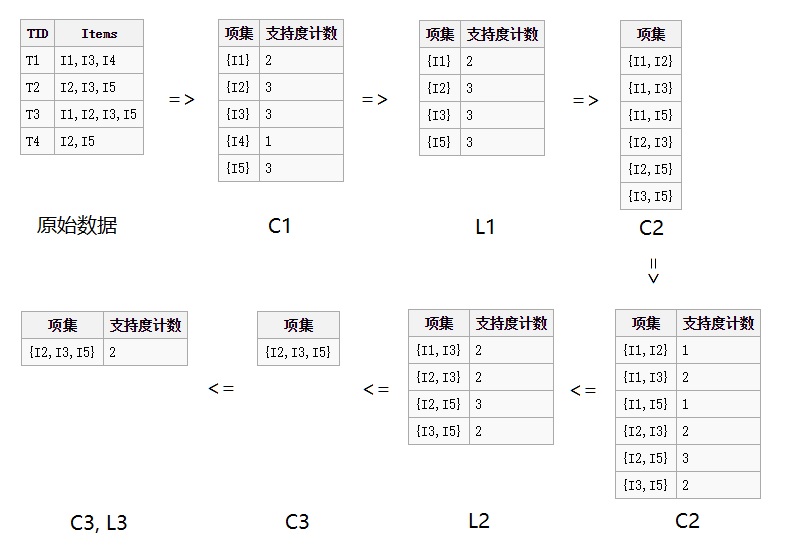 TID Items
T1 I1,I3,I4
T2 I2,I3,I5
T3 I1,I2,I3,I5
T4 I2,I5
原始数据
=>
项集 支持度计数
{I1} 2
{I2} 3
{I3} 3
{I4} 1
{I5} 3
C1
=>
项集 支持度计数
{I1} 2
{I2} 3
{I3} 3
{I5} 3
L1
=>
项集
{I1,I2}
{I1,I3}
{I1,I5}
{I2,I3}
{I2,I5}
{I3,I5}
C2
=>
项集 支持度计数
{I1,I2} 1
{I1,I3} 2
{I1,I5} 1
{I2,I3} 2
{I2,I5} 3
{I3,I5} 2
C2
<=
项集 支持度计数
{I1,I3} 2
{I2,I3} 2
{I2,I5} 3
{I3,I5} 2
L2
<=
项集
{I2,I3,I5}
C3
<=
项集 支持度计数
{I2,I3,I5} 2
C3, L3